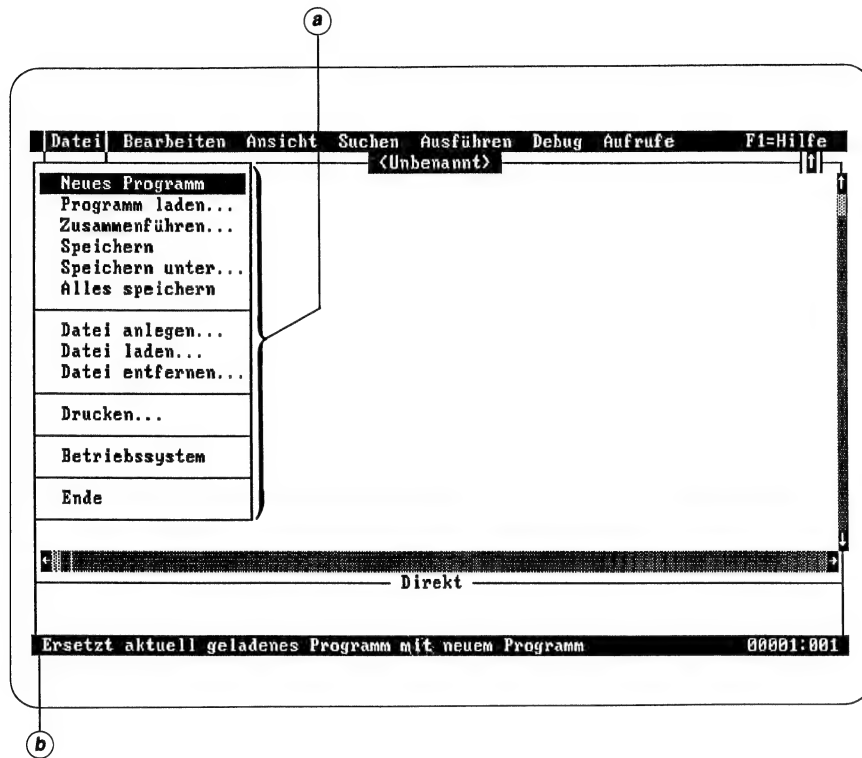 a
Datei Bearbeiten Ansicht Suchen Ausführen Debug Aufrufe F1=Hilfe
<Unbenannt>
Neues Programm
Programm laden...
Zusammenführen...
Speichern
Speichern unter...
Alles speichern
Datei anlegen...
Datei laden...
Datei entfernen...
Drucken...
Betriebssystem
Ende
Direkt
Ersetzt aktuell geladenes Programm mit neuem Programm 00001:001
b